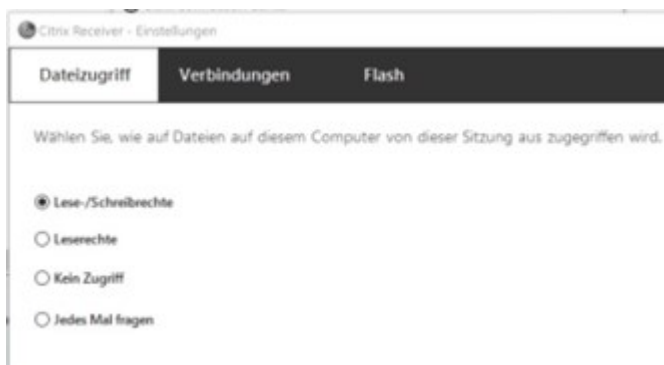 Citrix Receiver - Einstellungen
Dateizugriff Verbindungen Flash
Wählen Sie, wie auf Dateien auf diesem Computer von dieser Sitzung aus zugegriffen wird.
Lese-/Schreibrechte
Leserechte
Kein Zugriff
Jedes Mal fragen